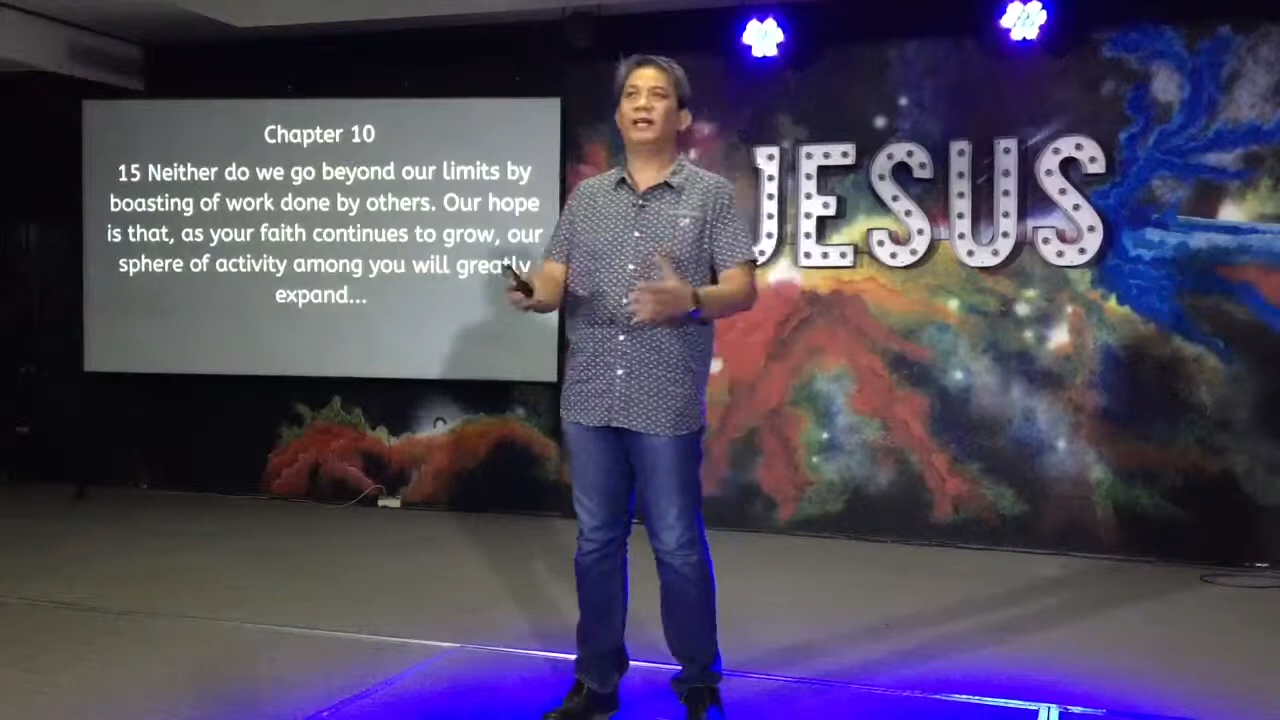 Chapter 10
15 Neither do we go beyond our limits by
boasting of work done by others. Our hope
is that, as your faith continues to grow, our
sphere of activity among you will greatly
expand...
JESUS